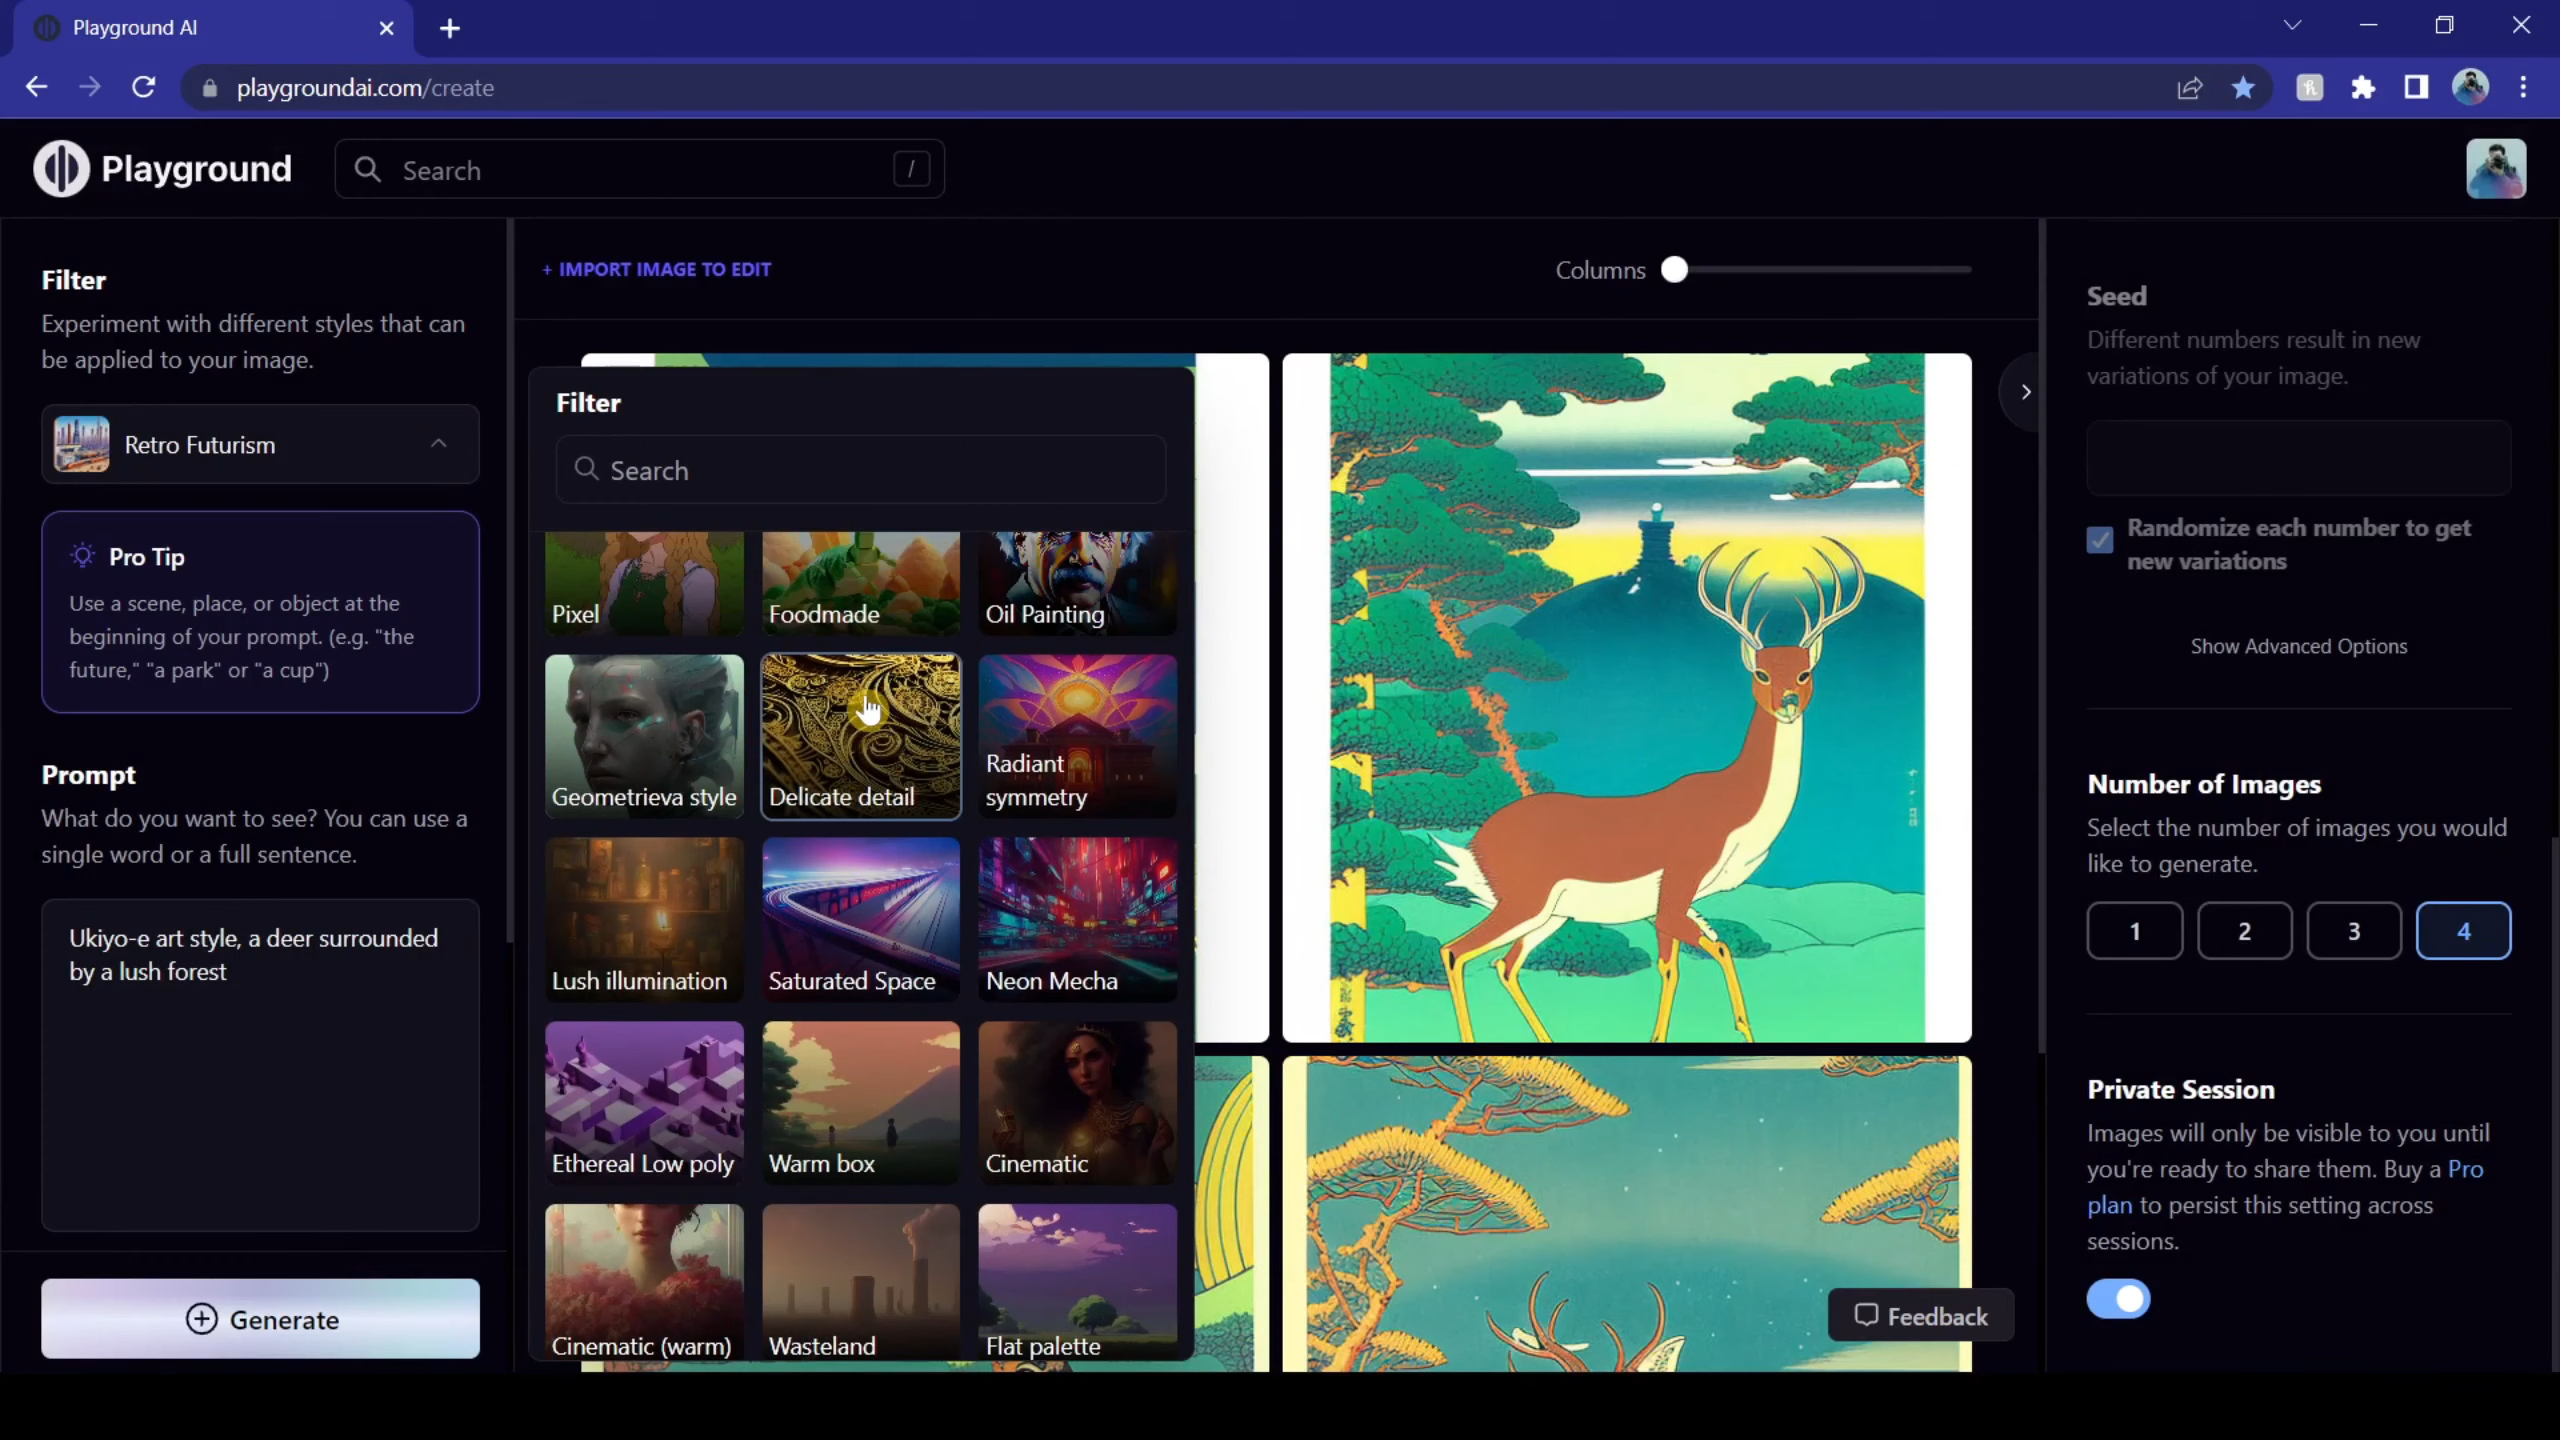 Playground AI
playgroundai.com/create
Playground
Search
/
Filter
Experiment with different styles that can
be applied to your image.
Retro Futurism
Pro Tip
Use a scene, place, or object at the
beginning of your prompt. (e.g. "the
future," "a park" or "a cup")
Prompt
What do you want to see? You can use a
single word or a full sentence.
Ukiyo-e art style, a deer surrounded
by a lush forest
Generate
+ IMPORT IMAGE TO EDIT
Columns
Filter
Search
Pixel
Foodmade
Oil Painting
Geometrieva style
Delicate detail
Radiant
symmetry
Lush illumination
Saturated Space
Neon Mecha
Ethereal Low poly
Warm box
Cinematic
Cinematic (warm)
Wasteland
Flat palette
Feedback
Seed
Different numbers result in new
variations of your image.
Randomize each number to get
new variations
Show Advanced Options
Number of Images
Select the number of images you would
like to generate.
1 2 3 4
Private Session
Images will only be visible to you until
you're ready to share them. Buy a Pro
plan to persist this setting across
sessions.